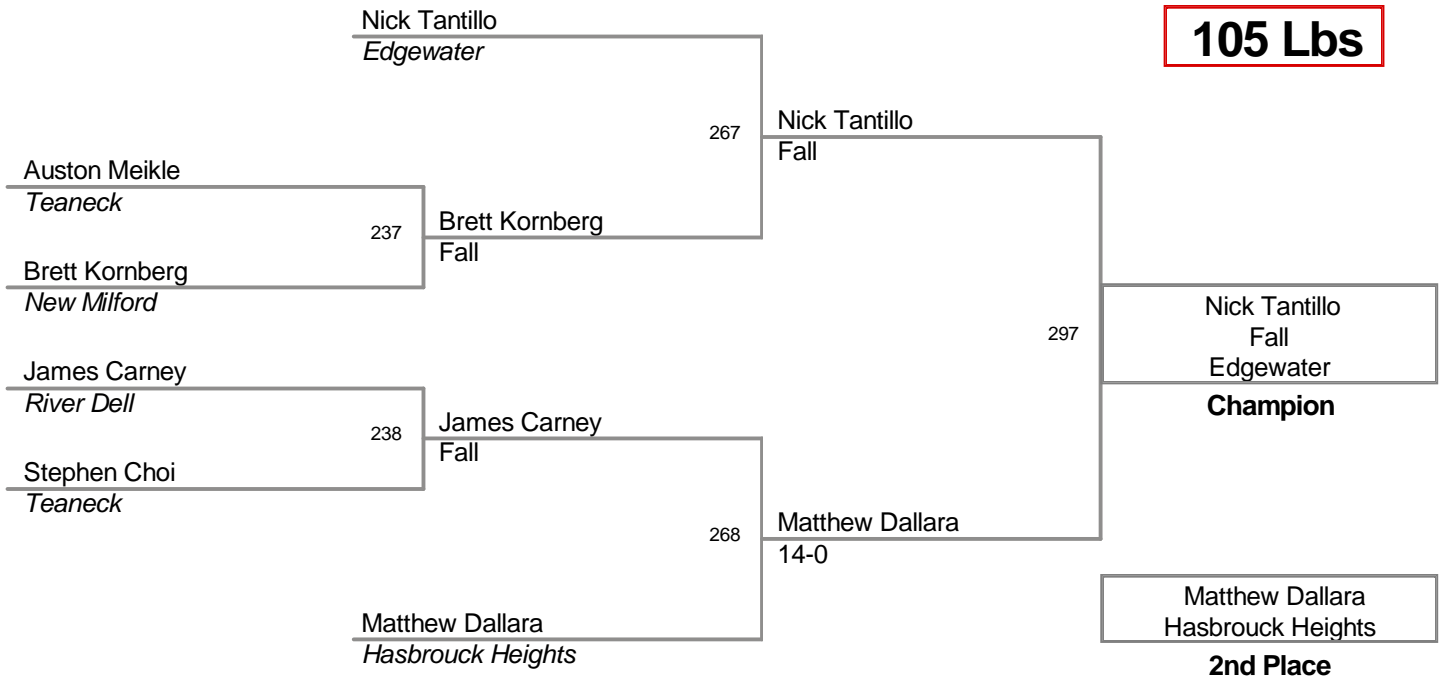 Nick Tantillo
Edgewater
105 Lbs
267
Nick Tantillo
Fall
Auston Meikle
Teaneck
237
Brett Kornberg
Fall
Brett Kornberg
New Milford
297
Nick Tantillo
Fall
Edgewater
Champion
James Carney
River Dell
238
James Carney
Fall
Stephen Choi
Teaneck
268
Matthew Dallara
14-0
Matthew Dallara
Hasbrouck Heights
Matthew Dallara
Hasbrouck Heights
2nd Place